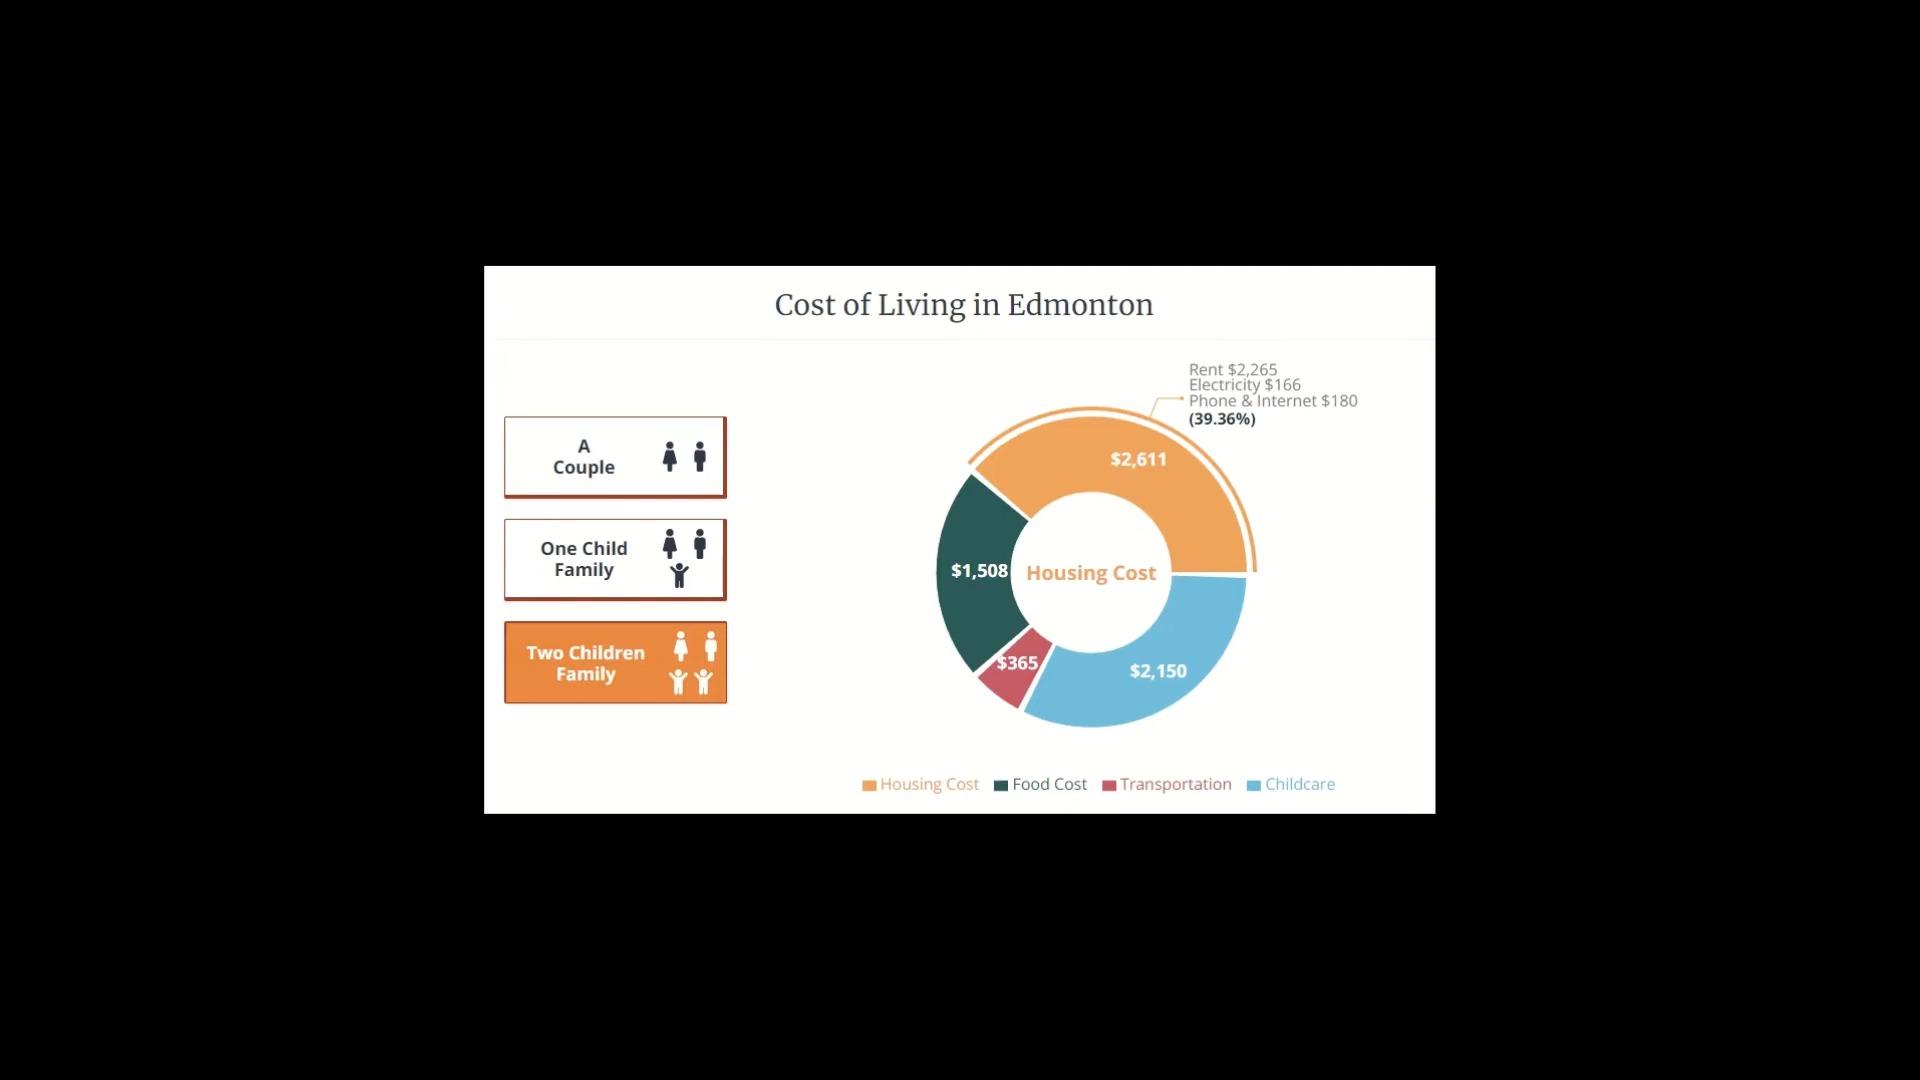 Cost of Living in Edmonton
A
Couple
One Child
Family
Two Children
Family
Rent $2,265
Electricity $166
Phone & Internet $180
(39.36%)
$2,611
$1,508
Housing Cost
$365
$2,150
Housing Cost
Food Cost
Transportation
Childcare